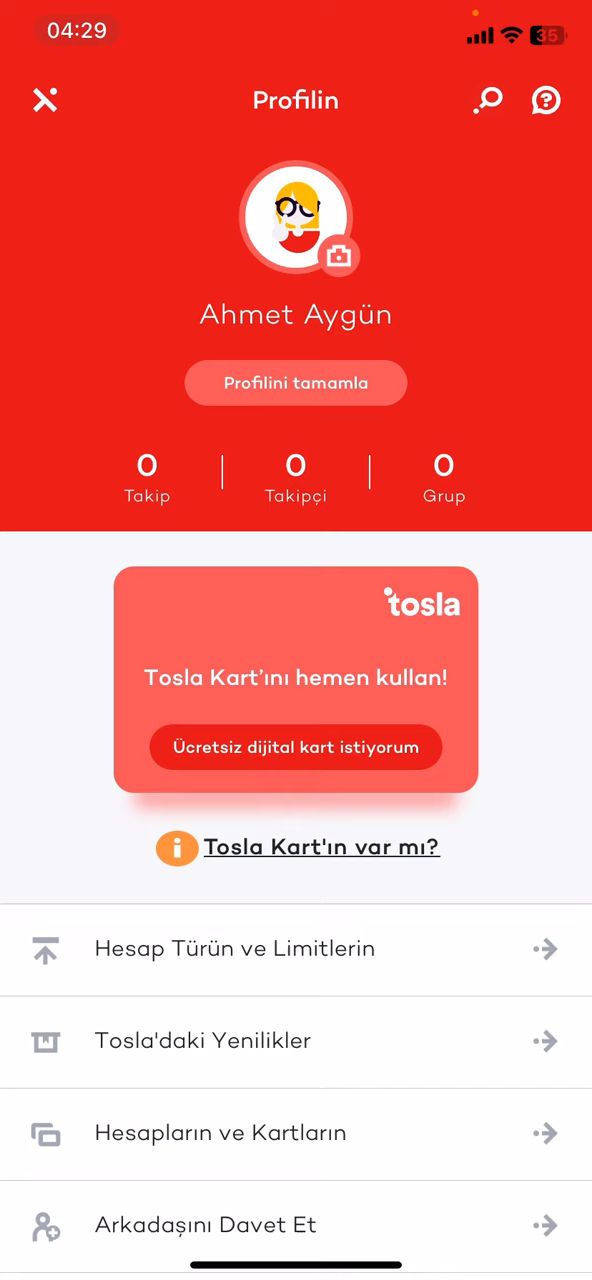 04:29
35
Profilin
Ahmet Aygün
Profilini tamamla
0
Takip
0
Takipçi
0
Grup
tosla
Tosla Kart’ını hemen kullan!
Ücretsiz dijital kart istiyorum
Tosla Kart'ın var mı?
Hesap Türün ve Limitlerin
Tosla'daki Yenilikler
Hesapların ve Kartların
Arkadaşını Davet Et